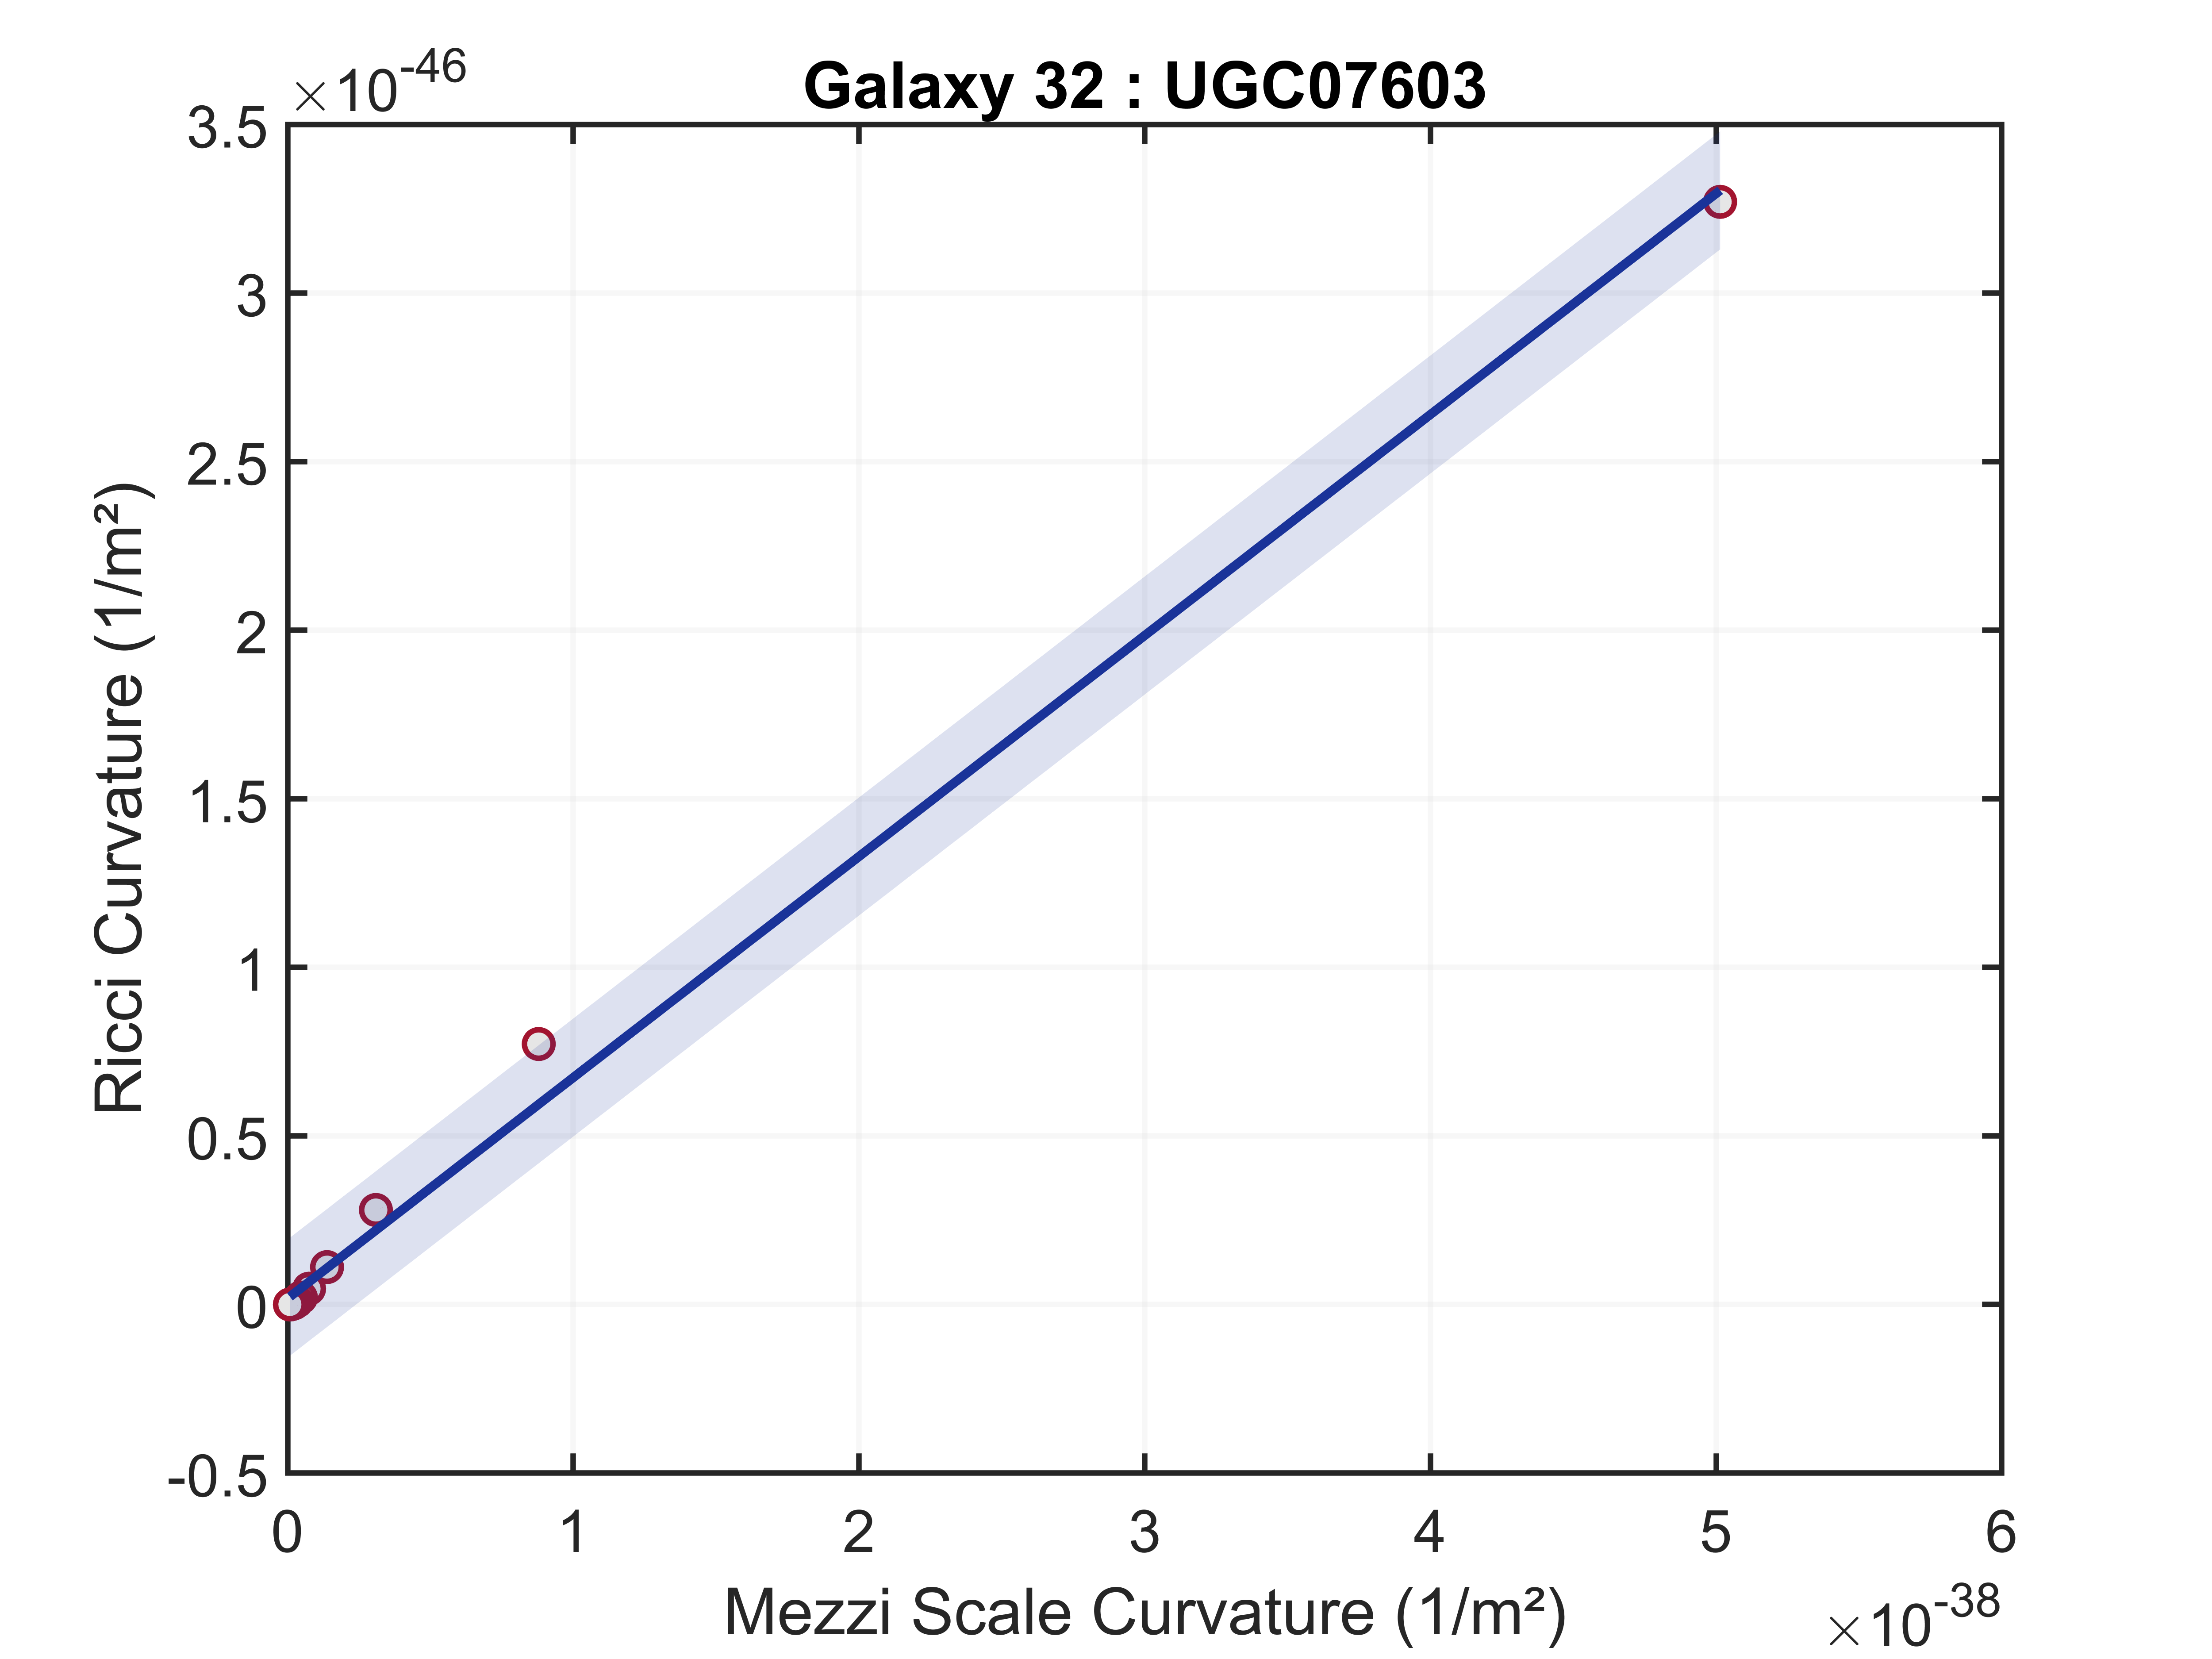 ×10-46
Galaxy 32 : UGC07603
3.5
3
2.5
2
1.5
1
0.5
0
-0.5
Ricci Curvature (1/m²)
0 1 2 3 4 5 6
Mezzi Scale Curvature (1/m²)
×10-38